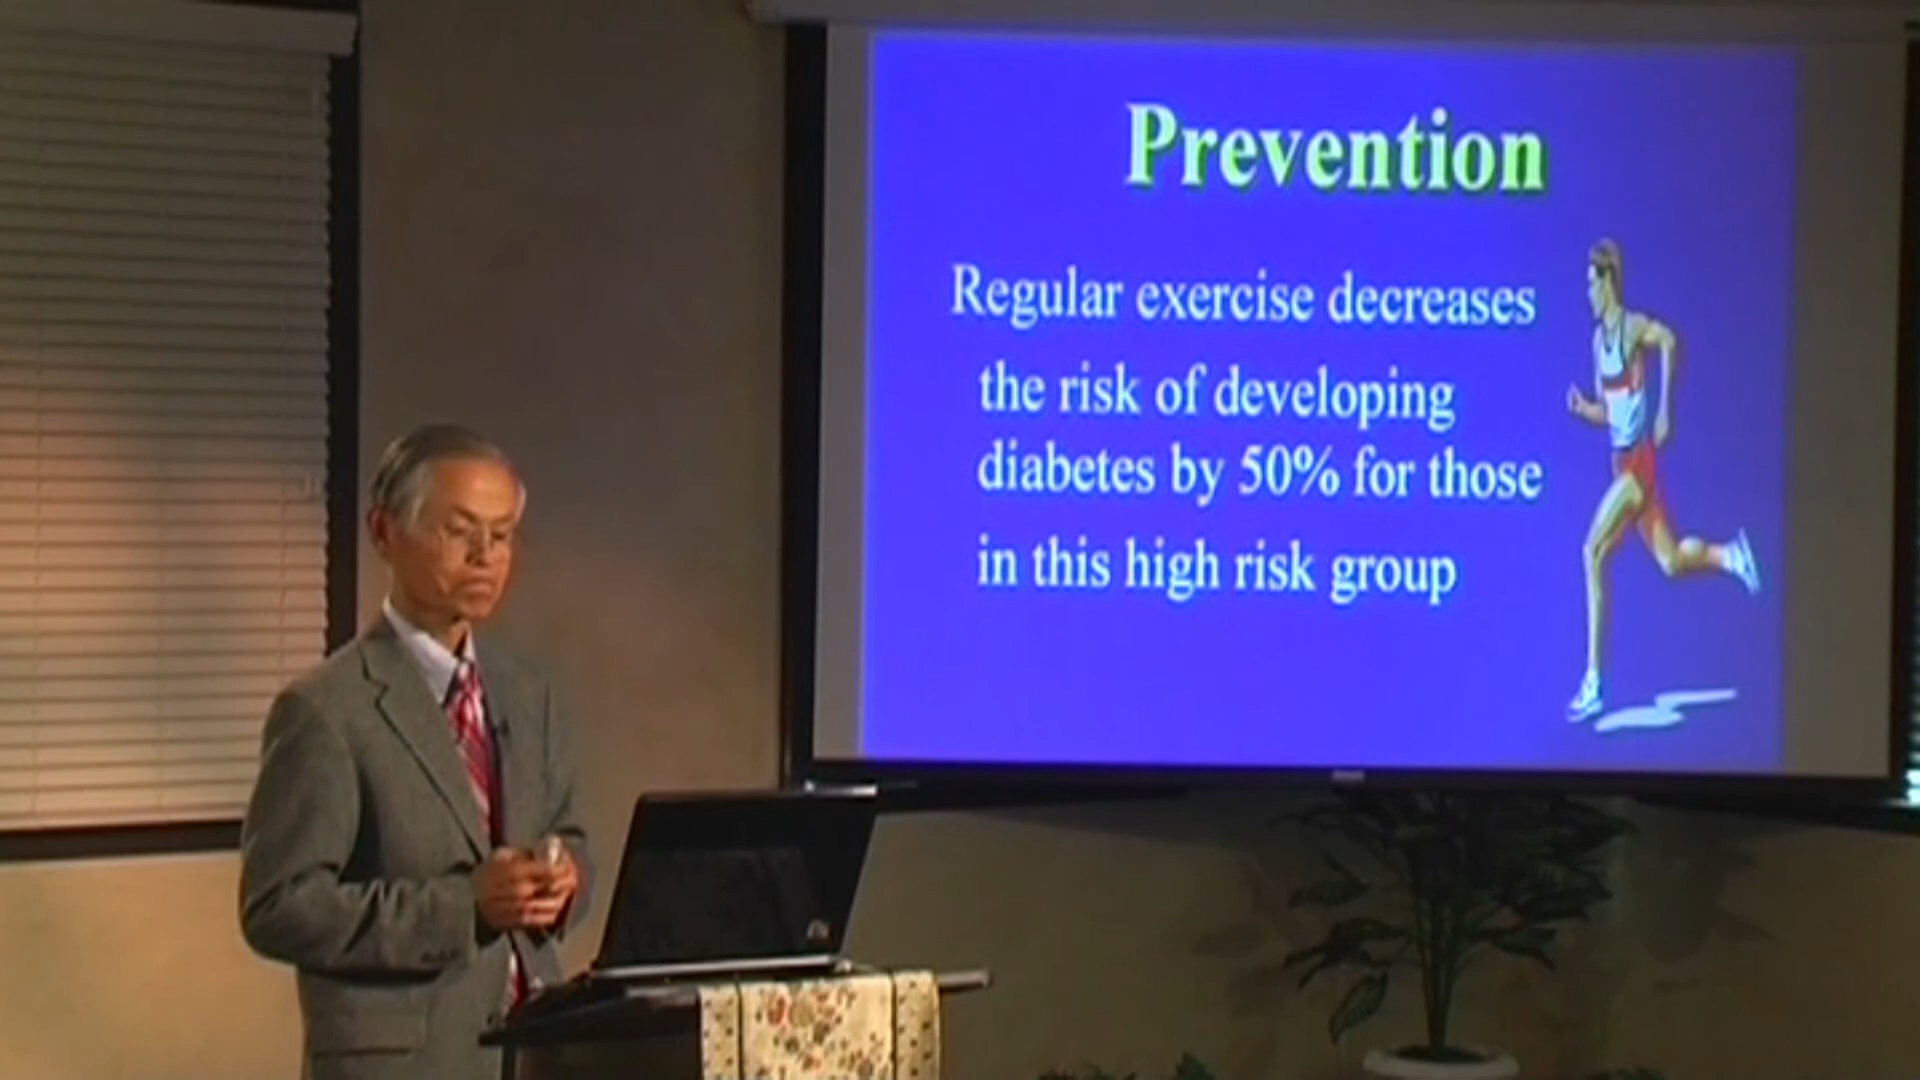 Prevention
Regular exercise decreases
the risk of developing
diabetes by 50% for those
in this high risk group